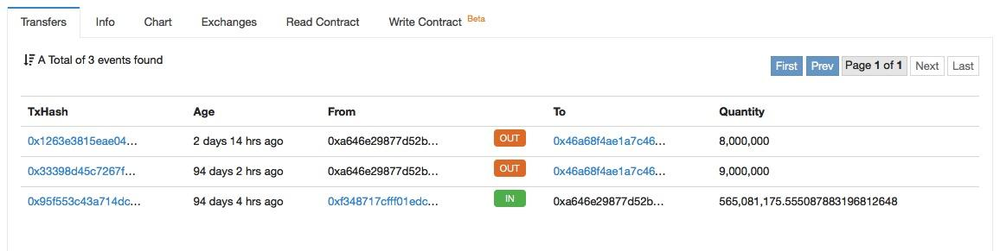 Transfers Info Chart Exchanges Read Contract Write Contract Beta
A Total of 3 events found First Prev Page 1 of 1 Next Last
TxHash Age From To Quantity
0x1263e3815eae04... 2 days 14 hrs ago 0xa646e29877d52b... OUT 0x46a68f4ae1a7c46... 8,000,000
0x33398d45c7267f... 94 days 2 hrs ago 0xa646e29877d52b... OUT 0x46a68f4ae1a7c46... 9,000,000
0x95f553c43a714dc... 94 days 4 hrs ago 0xf348717cfff01edc... IN 0xa646e29877d52b... 565,081,175.555087883196812648